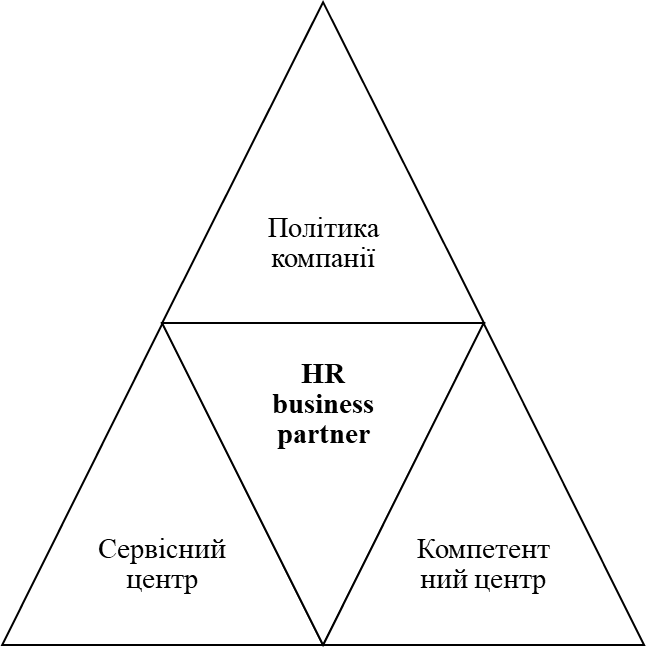 Політика
компанії
HR
business
partner
Сервісний
центр
Компетент
ний центр